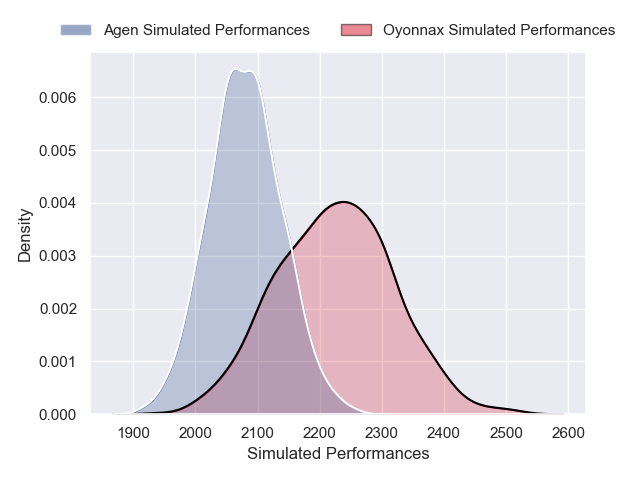 Agen Simulated Performances Oyonnax Simulated Performances
0.006
0.005
0.004
0.003
0.002
0.001
0.000
Density
1900 2000 2100 2200 2300 2400 2500 2600
Simulated Performances